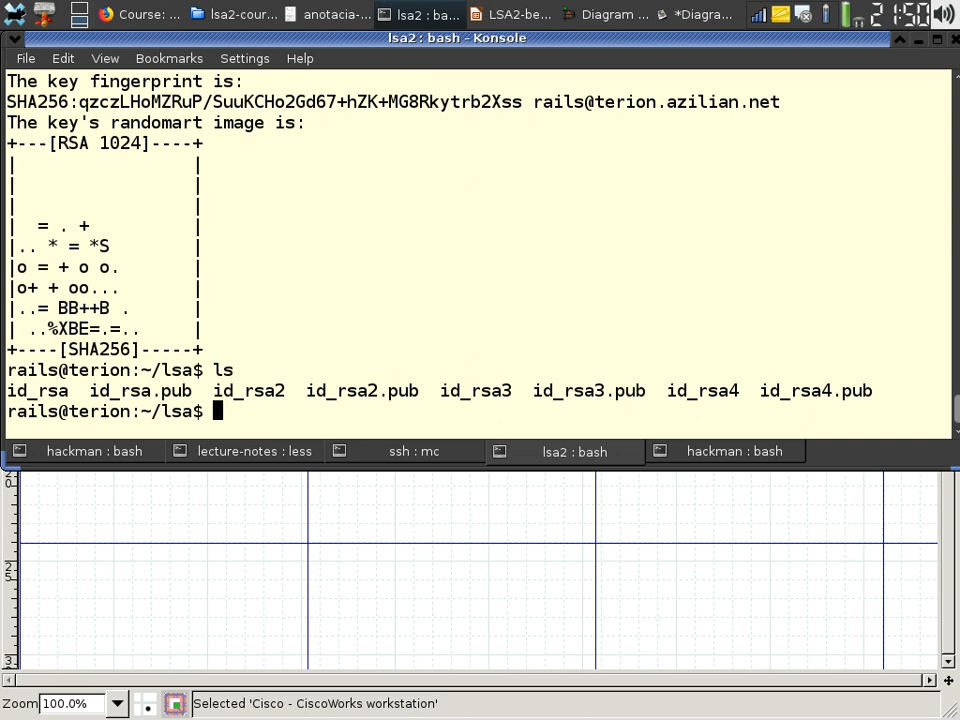 Course: ...
lsa2-cour...
anotacia-...
lsa2 : ba...
LSA2-be...
Diagram ...
*Diagra...
2
1:50
lsa2 : bash - Konsole
File Edit View Bookmarks Settings Help
The key fingerprint is:
SHA256:qzczLHoMZRuP/SuuKCHo2Gd67+hZK+MG8Rkytrb2Xss rails@terion.azilian.net
The key's randomart image is:
+---[RSA 1024]----+
|                 |
|                 |
|                 |
|  = . +          |
|.. * = *S        |
|o = + o o.       |
|o+ + oo...       |
|..= BB++B .      |
| ..%XBE=.=..     |
+----[SHA256]-----+
rails@terion:~/lsa$ ls
id_rsa  id_rsa.pub  id_rsa2  id_rsa2.pub  id_rsa3  id_rsa3.pub  id_rsa4  id_rsa4.pub
rails@terion:~/lsa$
hackman : bash
lecture-notes : less
ssh : mc
lsa2 : bash
hackman : bash
25
Zoom 100.0%
Selected 'Cisco - CiscoWorks workstation'